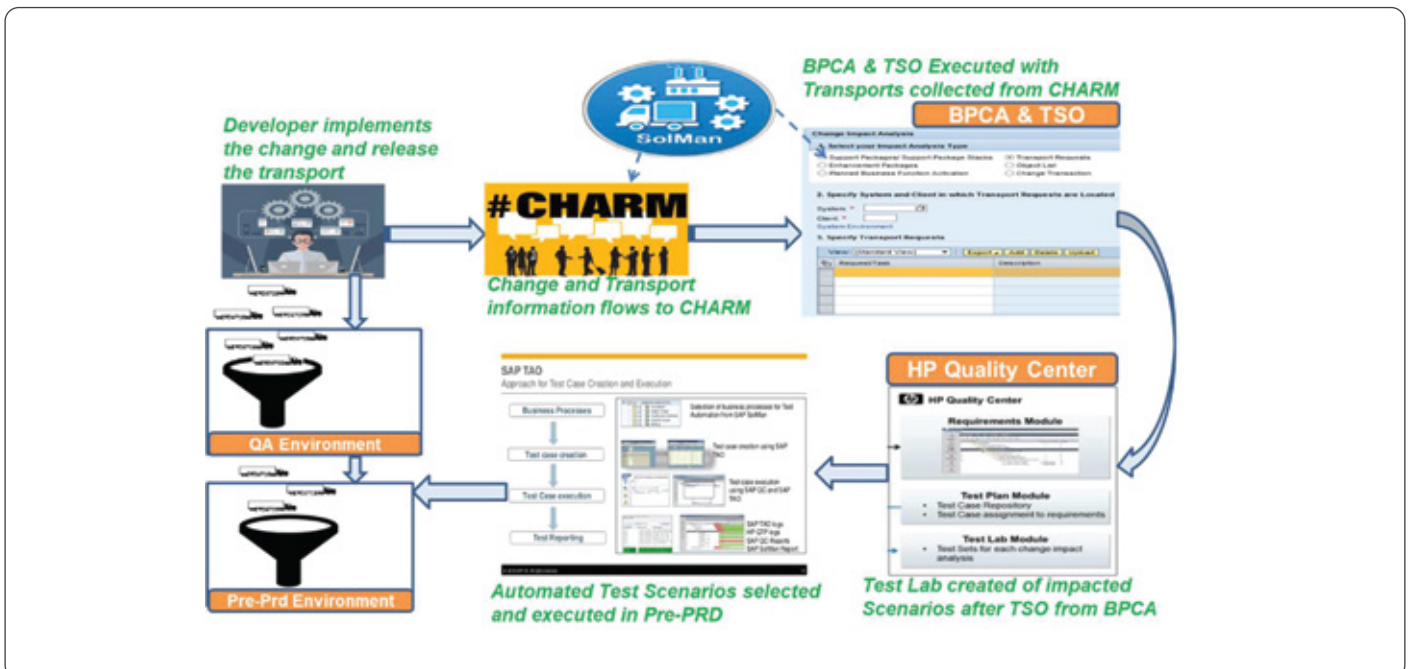 Developer implements
the change and release
the transport
SolMan
#CHARM
Change and Transport
information flows to CHARM
BPCA & TSO Executed with
Transports collected from CHARM
BPCA & TSO
Change Impact Analysis
1. Select your Impact Analysis Type
Support Packages/ Support Package Stacks
Transport Requests
Enhancement Packages
Object List
Planned Business Function Activation
Change Transaction
2. Specify System and Client in which Transport Requests are Located
System: *
Client: *
System Environment
3. Specify Transport Requests
View: [Standard View]
Export
Add
Delete
Upload
Request/Task
Description
QA Environment
Pre-Prd Environment
SAP TAO
Approach for Test Case Creation and Execution
Business Processes
Test case creation
Test Case execution
Test Reporting
Selection of business processes for Test
Automation from SAP SolMan
Test case creation using SAP
TAO
Test case execution
using SAP QC and SAP
TAO
SAP TAO logs
HP QTP logs
SAP QC Reports
SAP SolMan Report
Automated Test Scenarios selected
and executed in Pre-PRD
HP Quality Center
HP Quality Center
Requirements Module
Test Plan Module
• Test Case Repository
• Test Case assignment to requirements
Test Lab Module
• Test Sets for each change impact
analysis
Test Lab created of impacted
Scenarios after TSO from BPCA